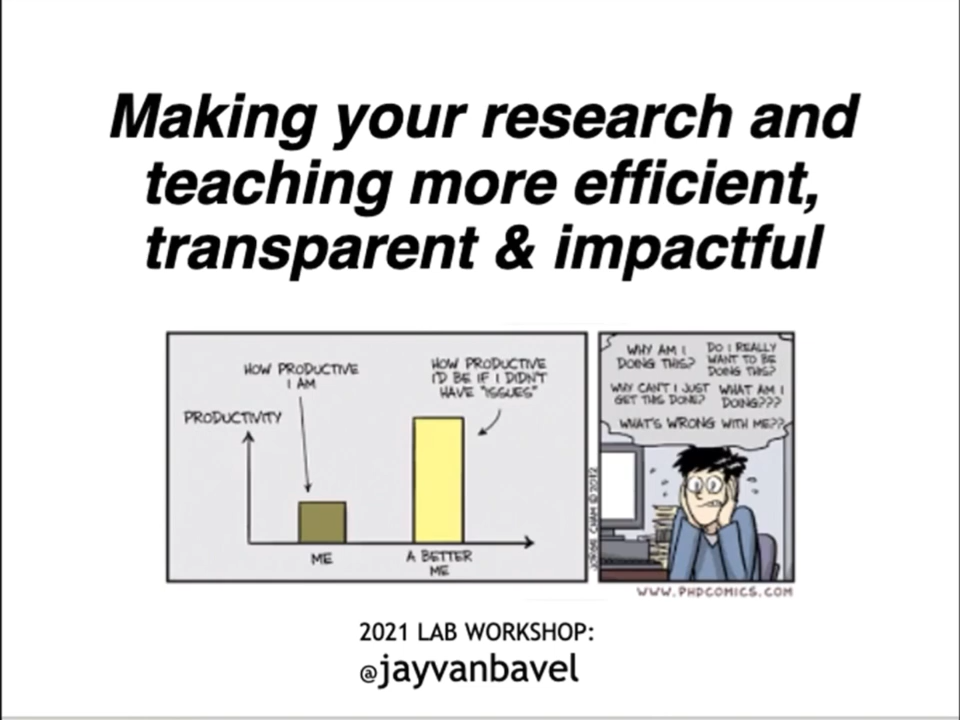 Making your research and
teaching more efficient,
transparent & impactful
HOW PRODUCTIVE
I AM
HOW PRODUCTIVE
I'D BE IF I DIDN'T
HAVE "ISSUES"
PRODUCTIVITY
ME
A BETTER
ME
JORGE CHAM © 2012
WHY AM I
DOING THIS?
DO I REALLY
WANT TO BE
DOING THIS?
WHY CAN'T I JUST
GET THIS DONE?
WHAT AM I
DOING???
WHAT'S WRONG WITH ME??
WWW.PHDCOMICS.COM
2021 LAB WORKSHOP:
@jayvanbavel